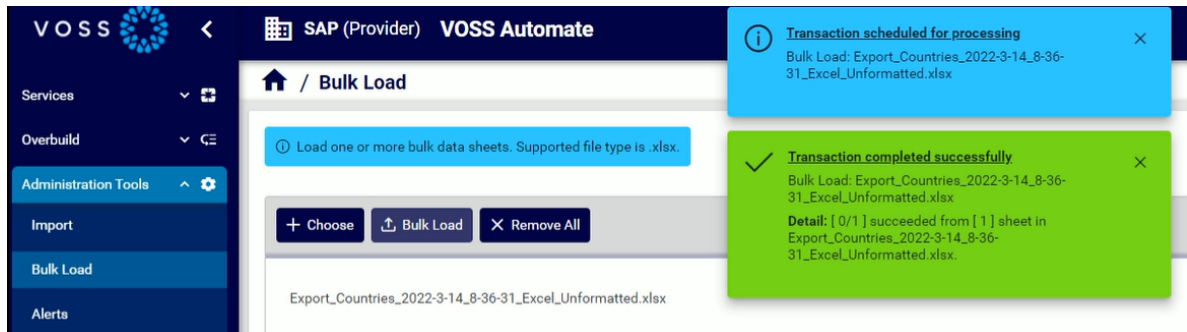 VOSS
SAP (Provider) VOSS Automate
/ Bulk Load
Services
Overbuild
Administration Tools
Import
Bulk Load
Alerts
Load one or more bulk data sheets. Supported file type is .xlsx.
+ Choose
Bulk Load
X Remove All
Export_Countries_2022-3-14_8-36-31_Excel_Unformatted.xlsx
Transaction scheduled for processing
Bulk Load: Export_Countries_2022-3-14_8-36-
31_Excel_Unformatted.xlsx
Transaction completed successfully
Bulk Load: Export_Countries_2022-3-14_8-36-
31_Excel_Unformatted.xlsx
Detail: [ 0/1 ] succeeded from [ 1 ] sheet in
Export_Countries_2022-3-14_8-36-
31_Excel_Unformatted.xlsx.